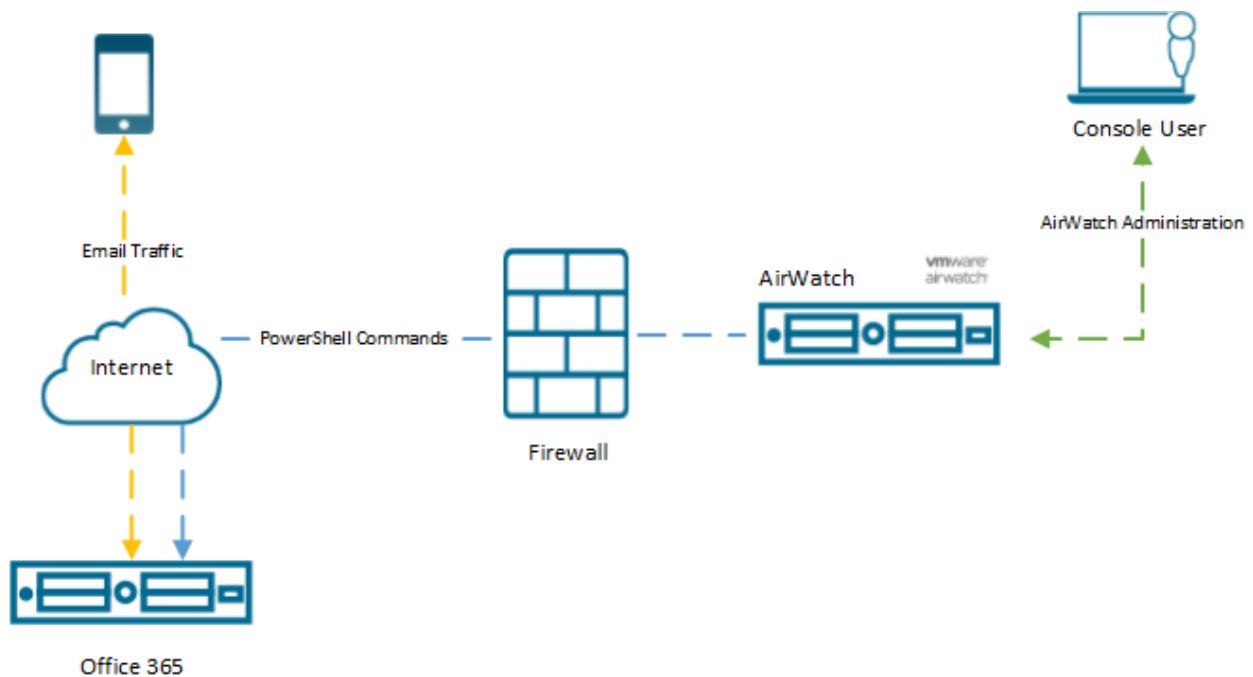 Console User
AirWatch Administration
Email Traffic
vmware
airwatch
AirWatch
PowerShell Commands
Internet
Firewall
Office 365